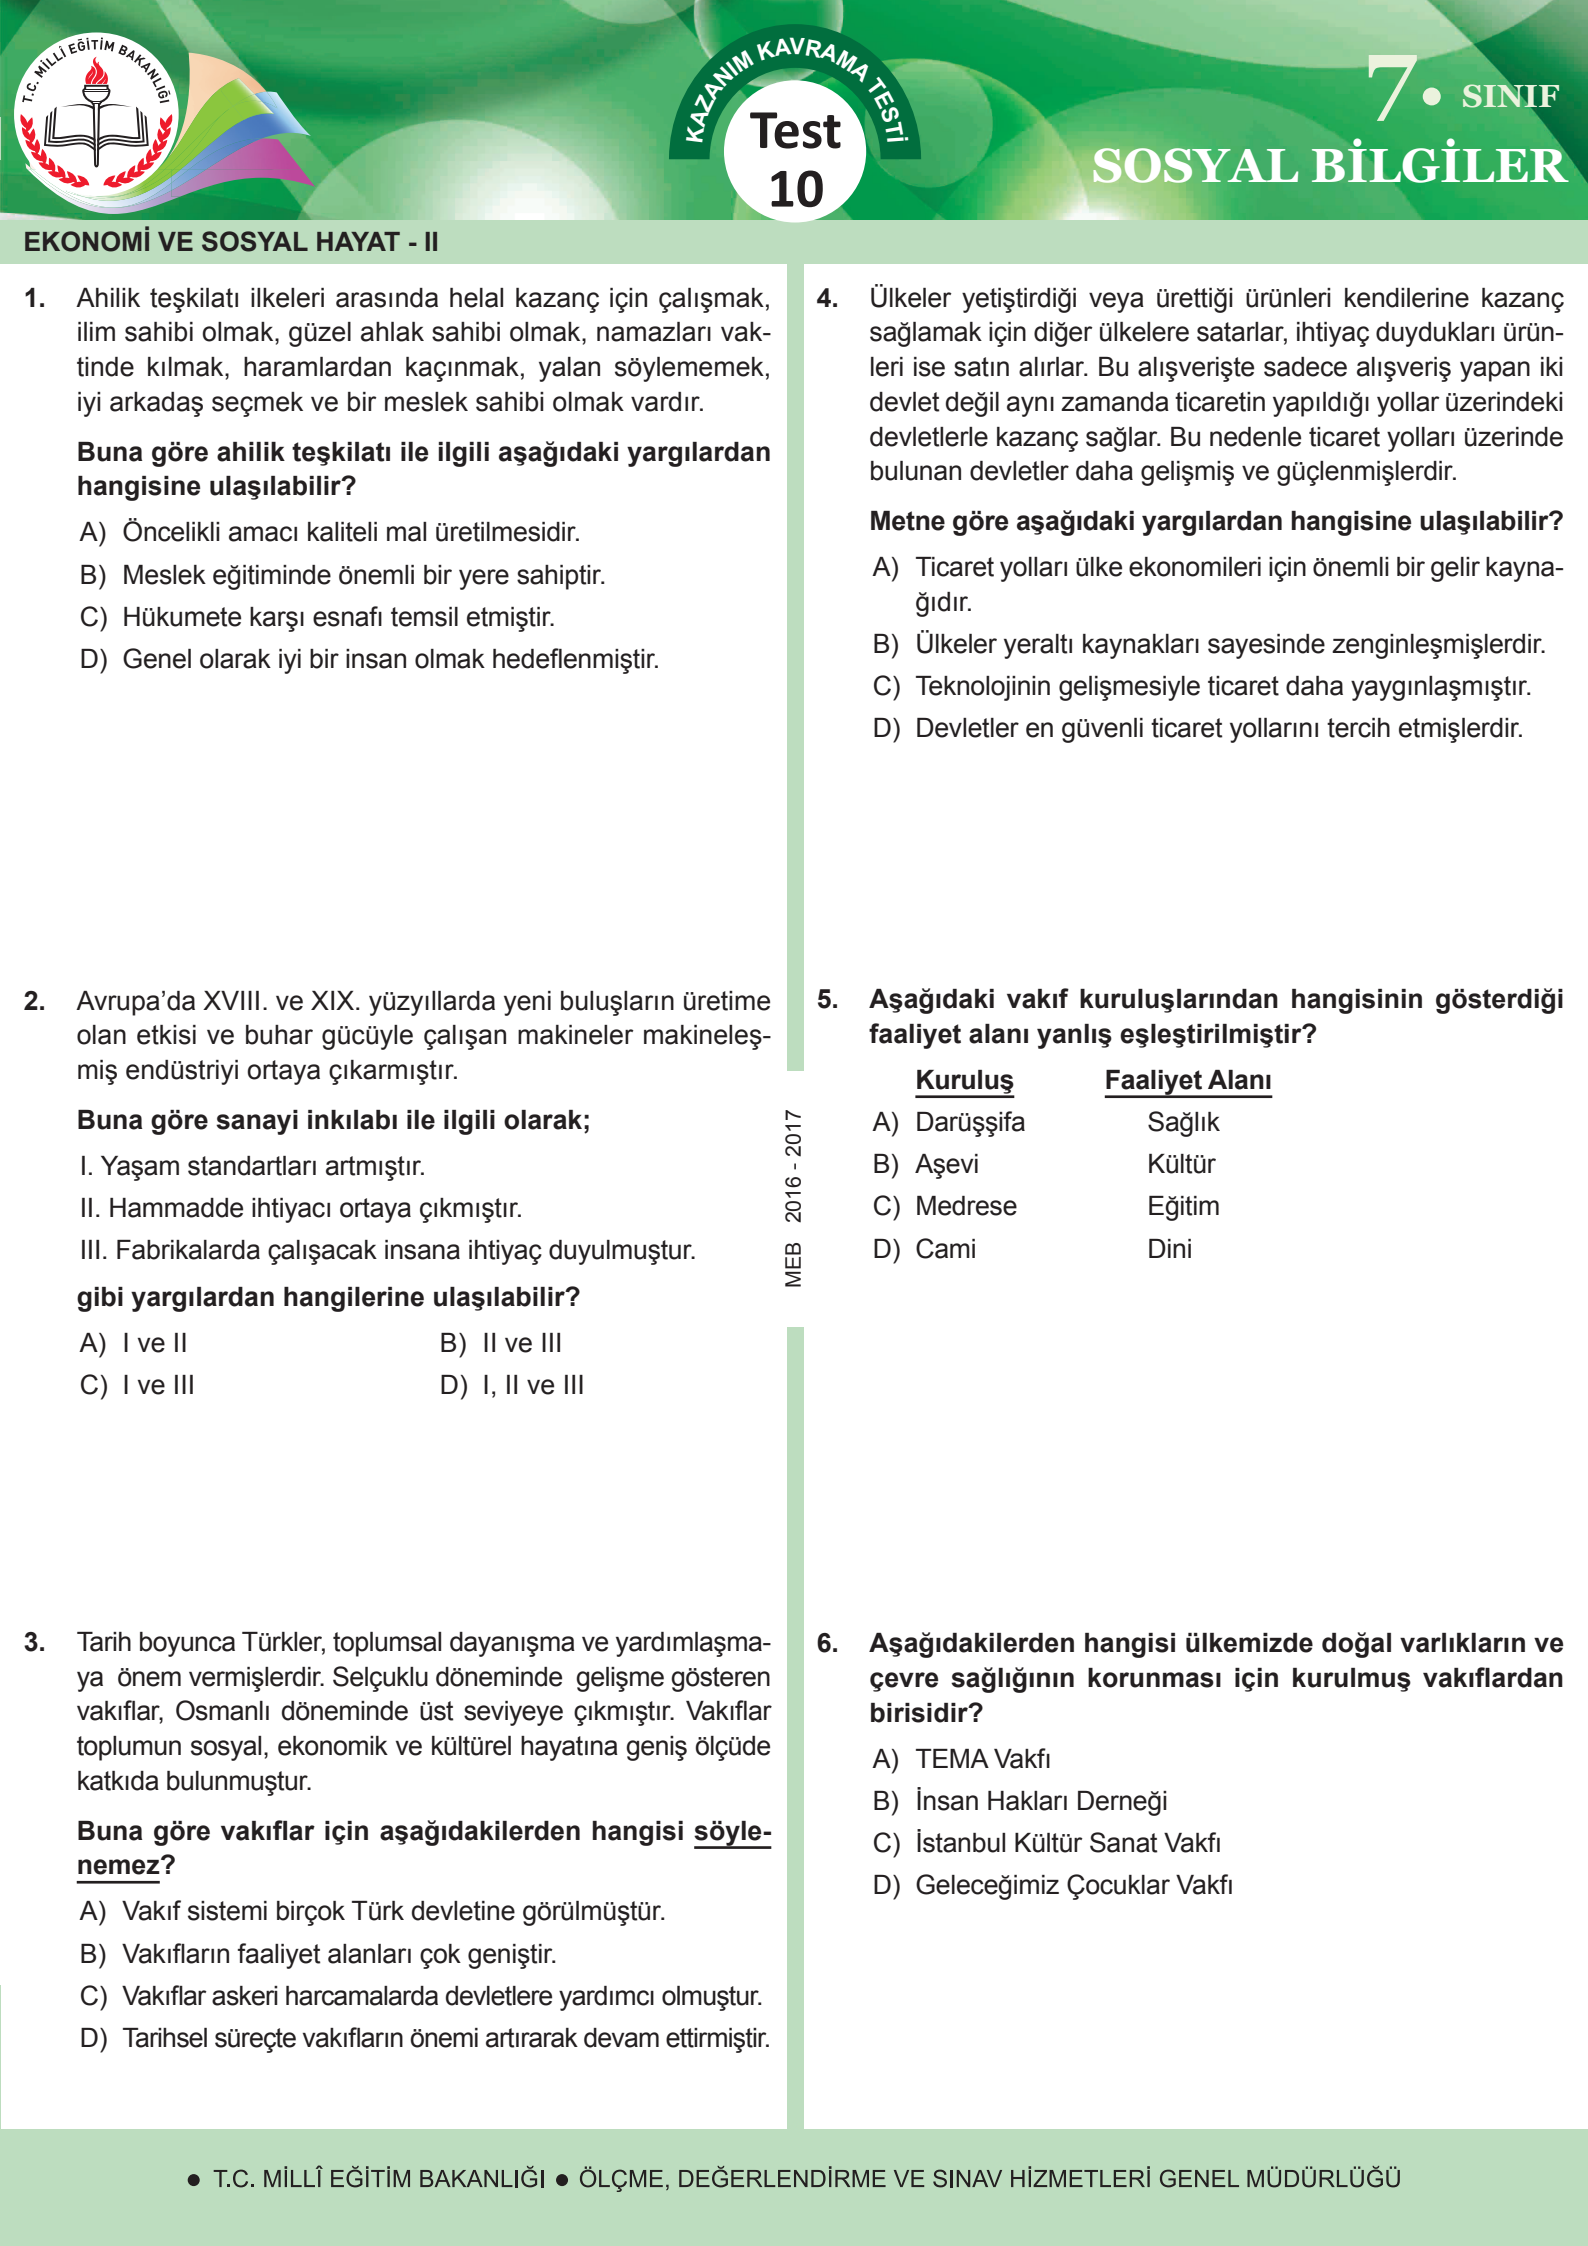 T.C. MİLLÎ EĞİTİM BAKANLIĞI
KAZANIM KAVRAMA TESTİ
Test
10
7. SINIF
SOSYAL BİLGİLER
EKONOMİ VE SOSYAL HAYAT - II
1. Ahilik teşkilatı ilkeleri arasında helal kazanç için çalışmak,
ilim sahibi olmak, güzel ahlak sahibi olmak, namazları vak-
tinde kılmak, haramlardan kaçınmak, yalan söylememek,
iyi arkadaş seçmek ve bir meslek sahibi olmak vardır.
Buna göre ahilik teşkilatı ile ilgili aşağıdaki yargılardan
hangisine ulaşılabilir?
A) Öncelikli amacı kaliteli mal üretilmesidir.
B) Meslek eğitiminde önemli bir yere sahiptir.
C) Hükumete karşı esnafı temsil etmiştir.
D) Genel olarak iyi bir insan olmak hedeflenmiştir.
2. Avrupa’da XVIII. ve XIX. yüzyıllarda yeni buluşların üretime
olan etkisi ve buhar gücüyle çalışan makineler makineleş-
miş endüstriyi ortaya çıkarmıştır.
Buna göre sanayi inkılabı ile ilgili olarak;
I. Yaşam standartları artmıştır.
II. Hammadde ihtiyacı ortaya çıkmıştır.
III. Fabrikalarda çalışacak insana ihtiyaç duyulmuştur.
gibi yargılardan hangilerine ulaşılabilir?
A) I ve II B) II ve III
C) I ve III D) I, II ve III
3. Tarih boyunca Türkler, toplumsal dayanışma ve yardımlaşma-
ya önem vermişlerdir. Selçuklu döneminde gelişme gösteren
vakıflar, Osmanlı döneminde üst seviyeye çıkmıştır. Vakıflar
toplumun sosyal, ekonomik ve kültürel hayatına geniş ölçüde
katkıda bulunmuştur.
Buna göre vakıflar için aşağıdakilerden hangisi söyle-
nemez?
A) Vakıf sistemi birçok Türk devletine görülmüştür.
B) Vakıfların faaliyet alanları çok geniştir.
C) Vakıflar askeri harcamalarda devletlere yardımcı olmuştur.
D) Tarihsel süreçte vakıfların önemi artırarak devam ettirmiştir.
MEB 2016 - 2017
4. Ülkeler yetiştirdiği veya ürettiği ürünleri kendilerine kazanç
sağlamak için diğer ülkelere satarlar, ihtiyaç duydukları ürün-
leri ise satın alırlar. Bu alışverişte sadece alışveriş yapan iki
devlet değil aynı zamanda ticaretin yapıldığı yollar üzerindeki
devletlerle kazanç sağlar. Bu nedenle ticaret yolları üzerinde
bulunan devletler daha gelişmiş ve güçlenmişlerdir.
Metne göre aşağıdaki yargılardan hangisine ulaşılabilir?
A) Ticaret yolları ülke ekonomileri için önemli bir gelir kayna-
ğıdır.
B) Ülkeler yeraltı kaynakları sayesinde zenginleşmişlerdir.
C) Teknolojinin gelişmesiyle ticaret daha yaygınlaşmıştır.
D) Devletler en güvenli ticaret yollarını tercih etmişlerdir.
5. Aşağıdaki vakıf kuruluşlarından hangisinin gösterdiği
faaliyet alanı yanlış eşleştirilmiştir?
Kuruluş Faaliyet Alanı
A) Darüşşifa Sağlık
B) Aşevi Kültür
C) Medrese Eğitim
D) Cami Dini
6. Aşağıdakilerden hangisi ülkemizde doğal varlıkların ve
çevre sağlığının korunması için kurulmuş vakıflardan
birisidir?
A) TEMA Vakfı
B) İnsan Hakları Derneği
C) İstanbul Kültür Sanat Vakfı
D) Geleceğimiz Çocuklar Vakfı
● T.C. MİLLÎ EĞİTİM BAKANLIĞI ● ÖLÇME, DEĞERLENDİRME VE SINAV HİZMETLERİ GENEL MÜDÜRLÜĞÜ